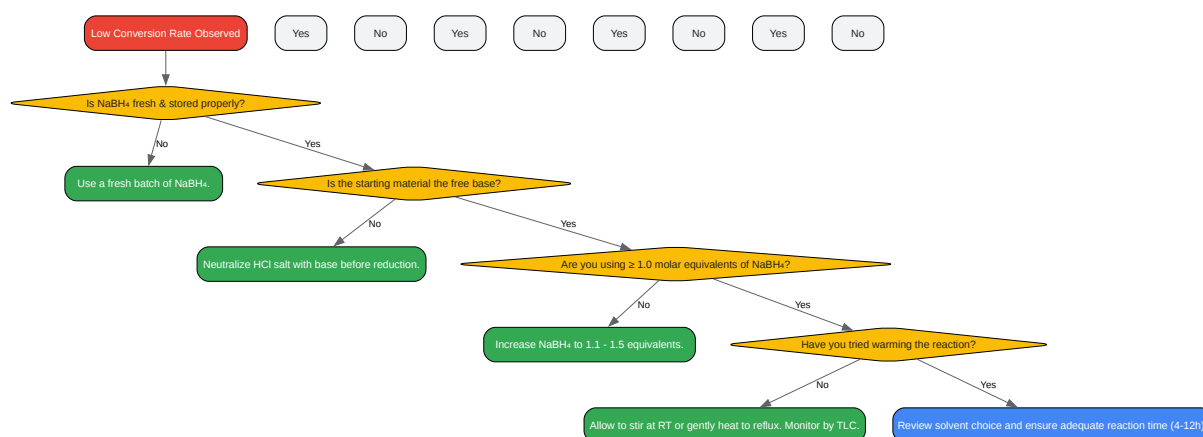 Low Conversion Rate Observed
Yes
No
Yes
No
Yes
No
Yes
No
Is NaBH₄ fresh & stored properly?
No
Yes
Use a fresh batch of NaBH₄.
Is the starting material the free base?
No
Yes
Neutralize HCl salt with base before reduction.
Are you using ≥ 1.0 molar equivalents of NaBH₄?
No
Yes
Increase NaBH₄ to 1.1 - 1.5 equivalents.
Have you tried warming the reaction?
No
Yes
Allow to stir at RT or gently heat to reflux. Monitor by TLC.
Review solvent choice and ensure adequate reaction time (4-12h)